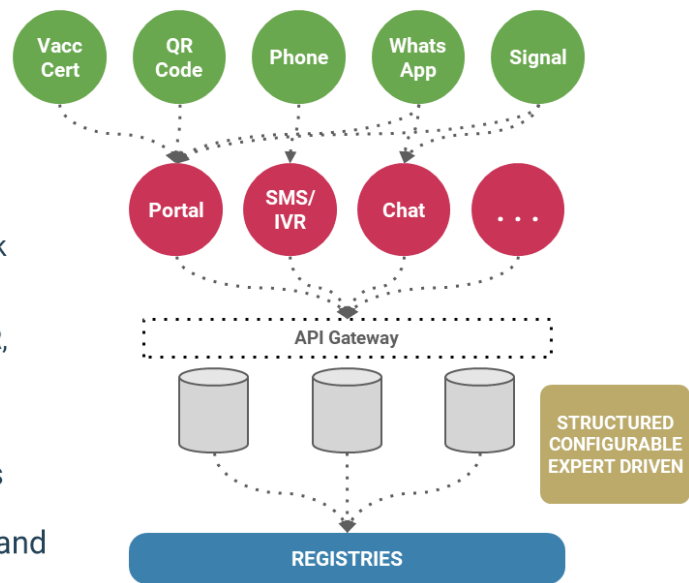 Vacc
Cert
QR
Code
Phone
Whats
App
Signal
Portal
SMS/
IVR
Chat
. . .
API Gateway
STRUCTURED
CONFIGURABLE
EXPERT DRIVEN
and
REGISTRIES